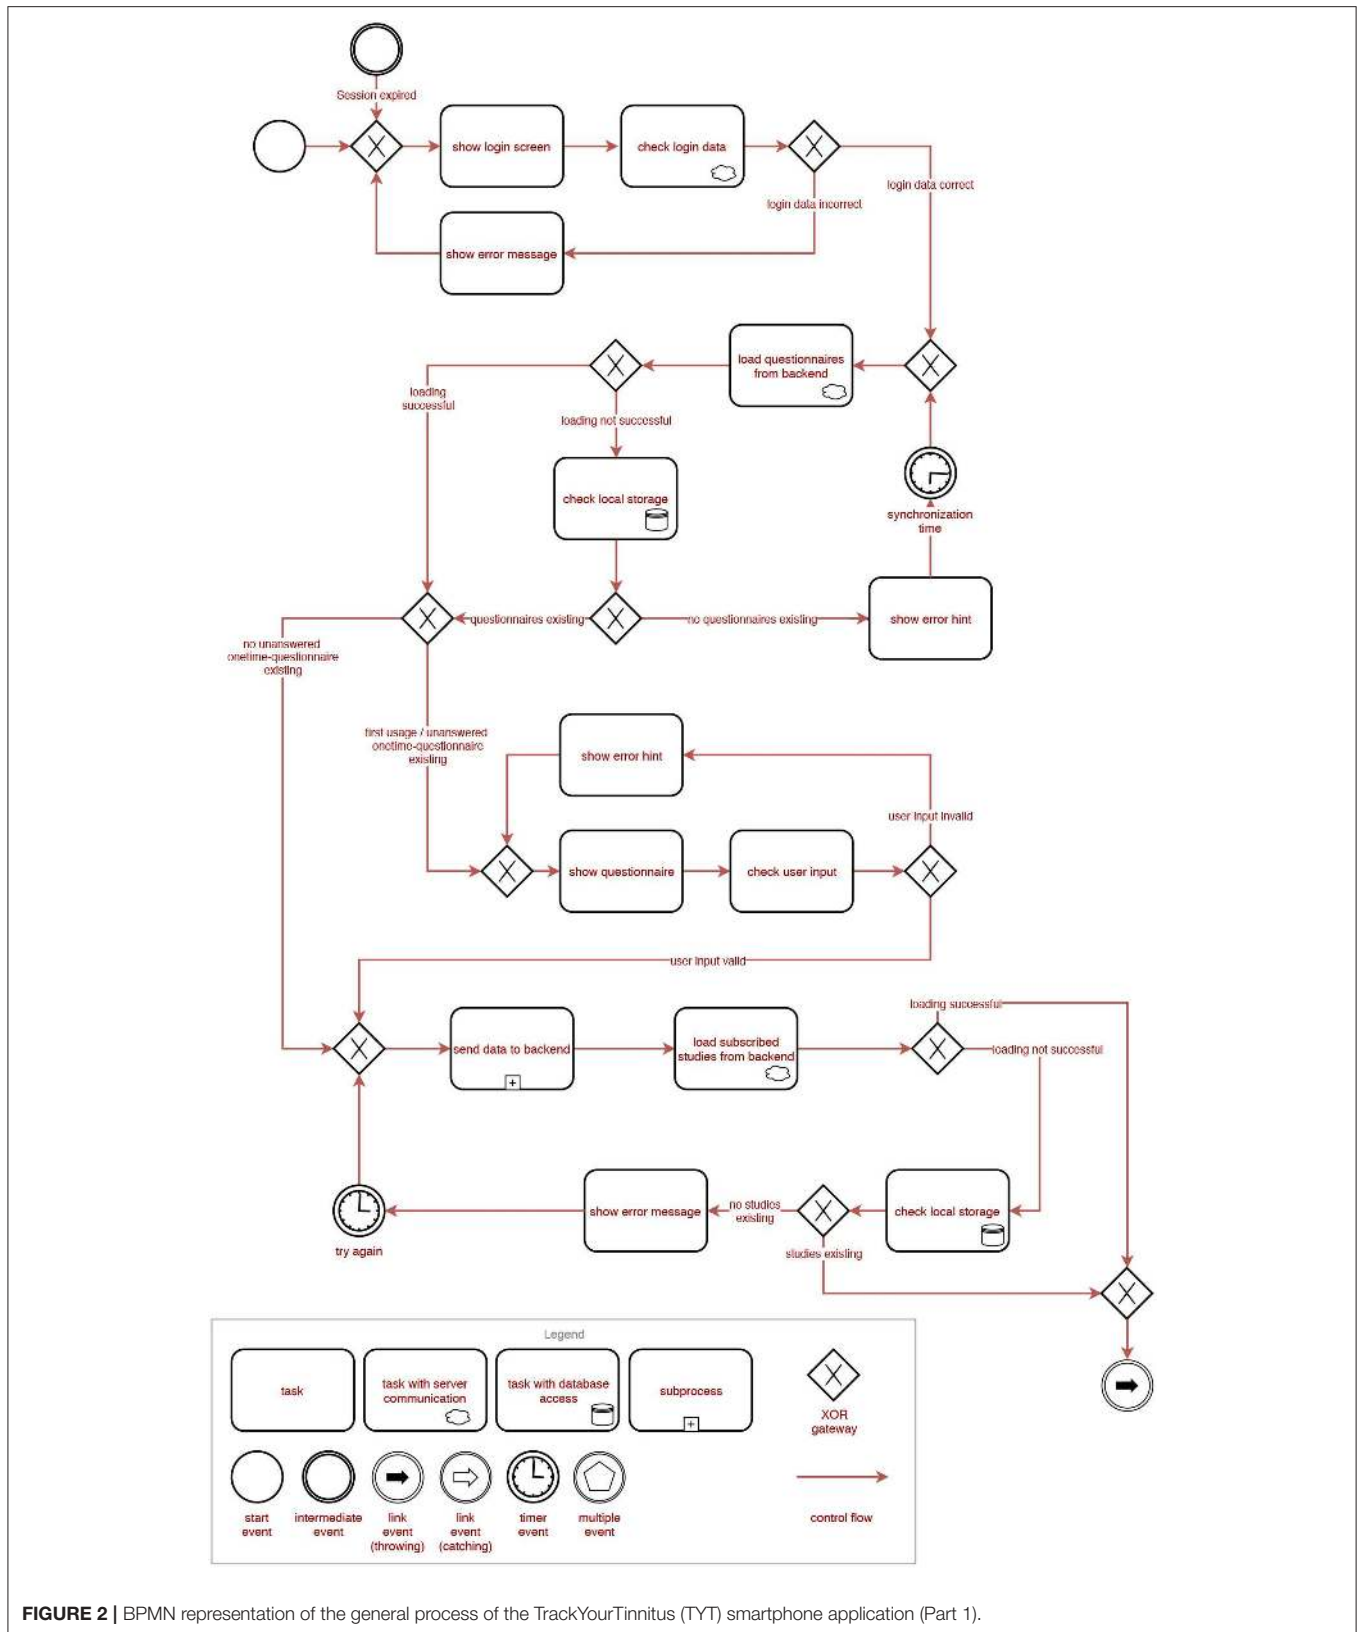 Session expired
show login screen
check login data
login data correct
login data incorrect
show error message
load questionnaires
from backend
loading
successful
loading not successful
check local storage
synchronization
time
questionnaires existing
no questionnaires existing
show error hint
no unanswered
onetime-questionnaire
existing
first usage / unanswered
onetime-questionnaire
existing
show error hint
user input invalid
show questionnaire
check user input
user input valid
loading successful
send data to backend
load subscribed
studies from backend
loading not successful
show error message
no studies
existing
check local storage
try again
studies existing
Legend
task
task with server
communication
task with database
access
subprocess
XOR
gateway
start
event
intermediate
event
link
event
(throwing)
link
event
(catching)
timer
event
multiple
event
control flow
FIGURE 2 | BPMN representation of the general process of the TrackYourTinnitus (TYT) smartphone application (Part 1).